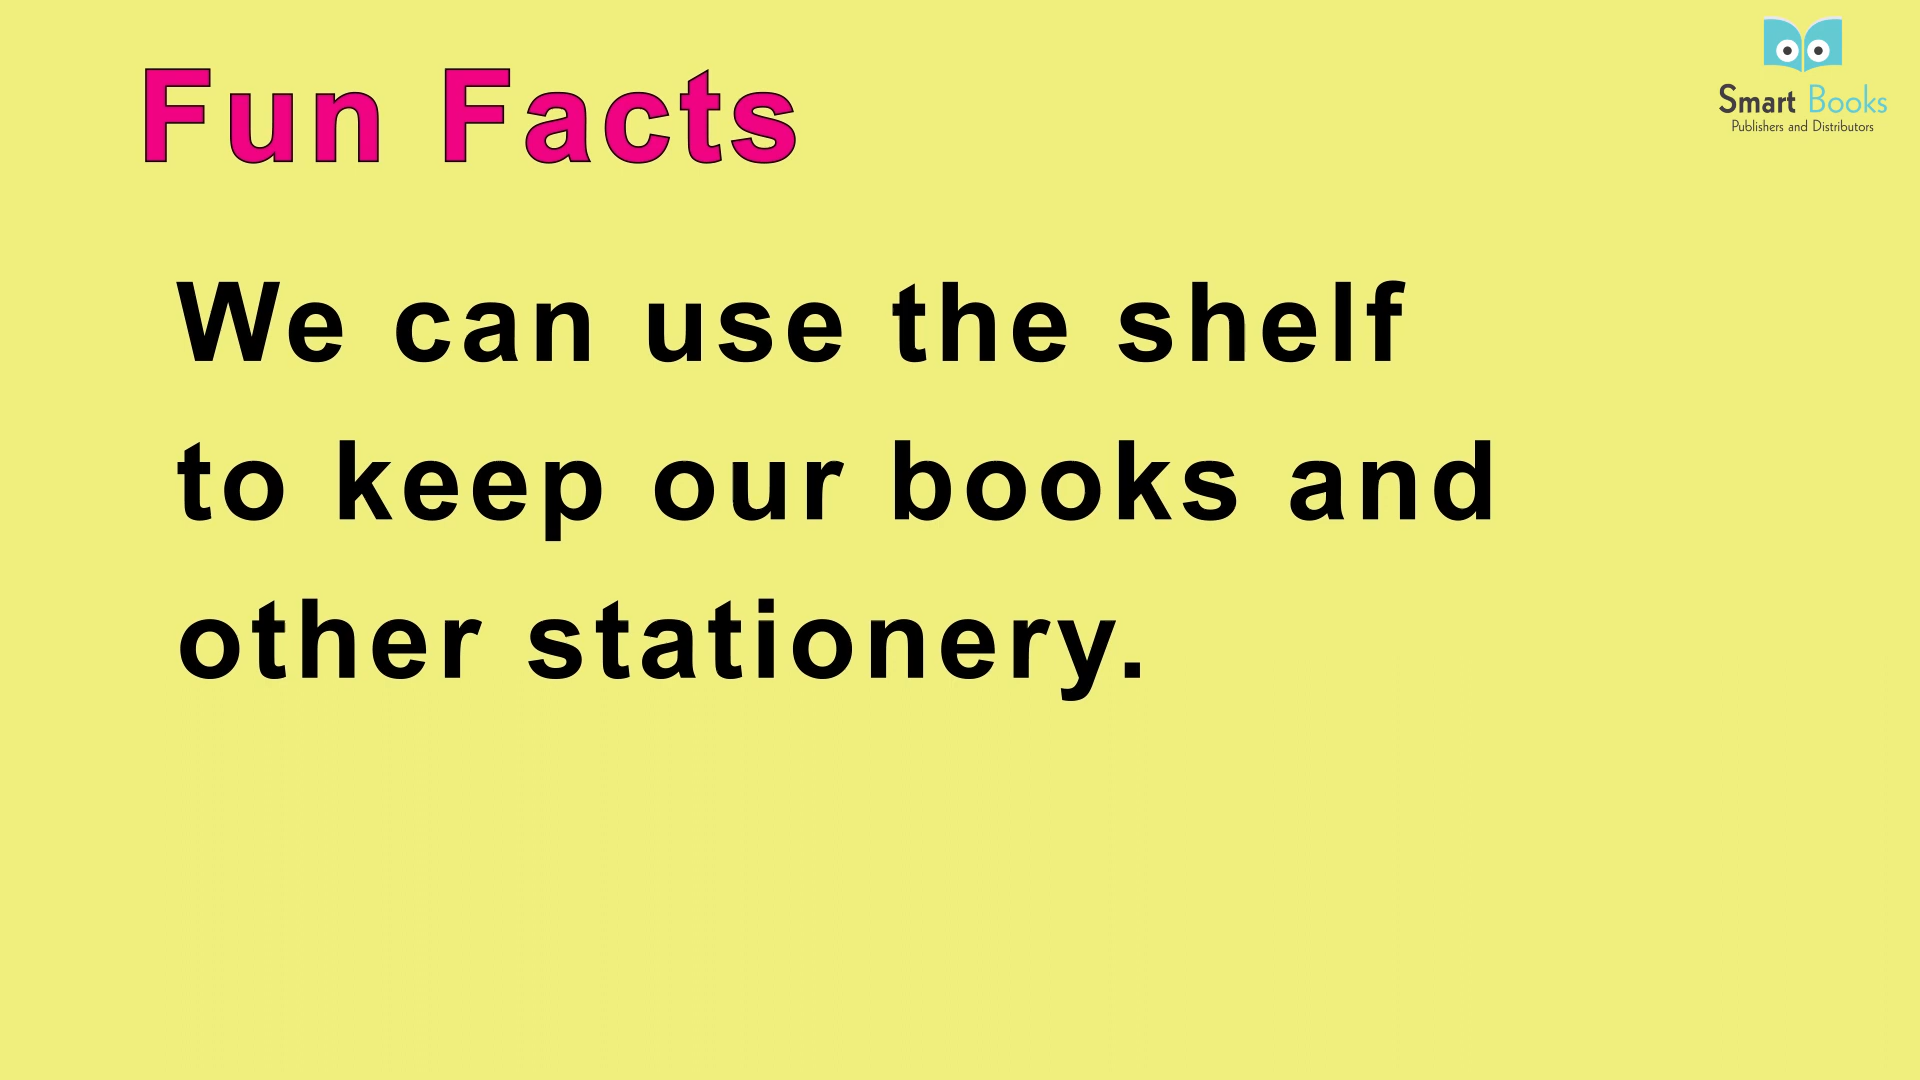 Fun Facts
Smart Books
Publishers and Distributors
We can use the shelf
to keep our books and
other stationery.